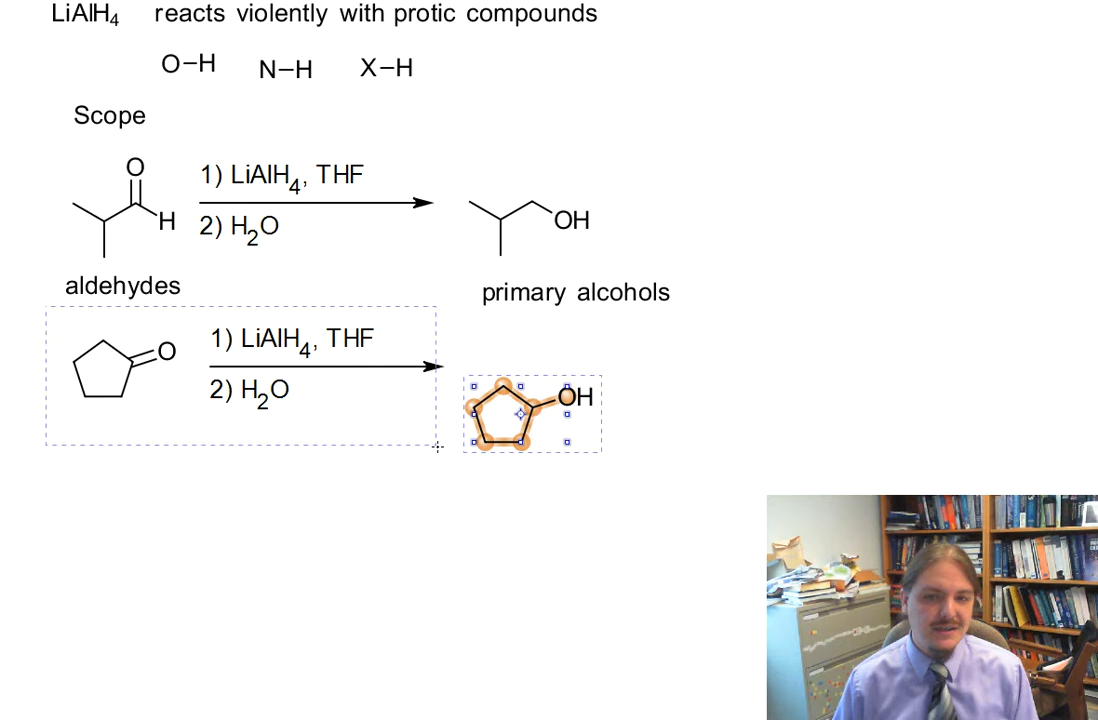 LiAlH4 reacts violently with protic compounds
O–H N–H X–H
Scope
O
H
1) LiAlH4, THF
2) H2O
OH
aldehydes
primary alcohols
O
1) LiAlH4, THF
2) H2O
OH